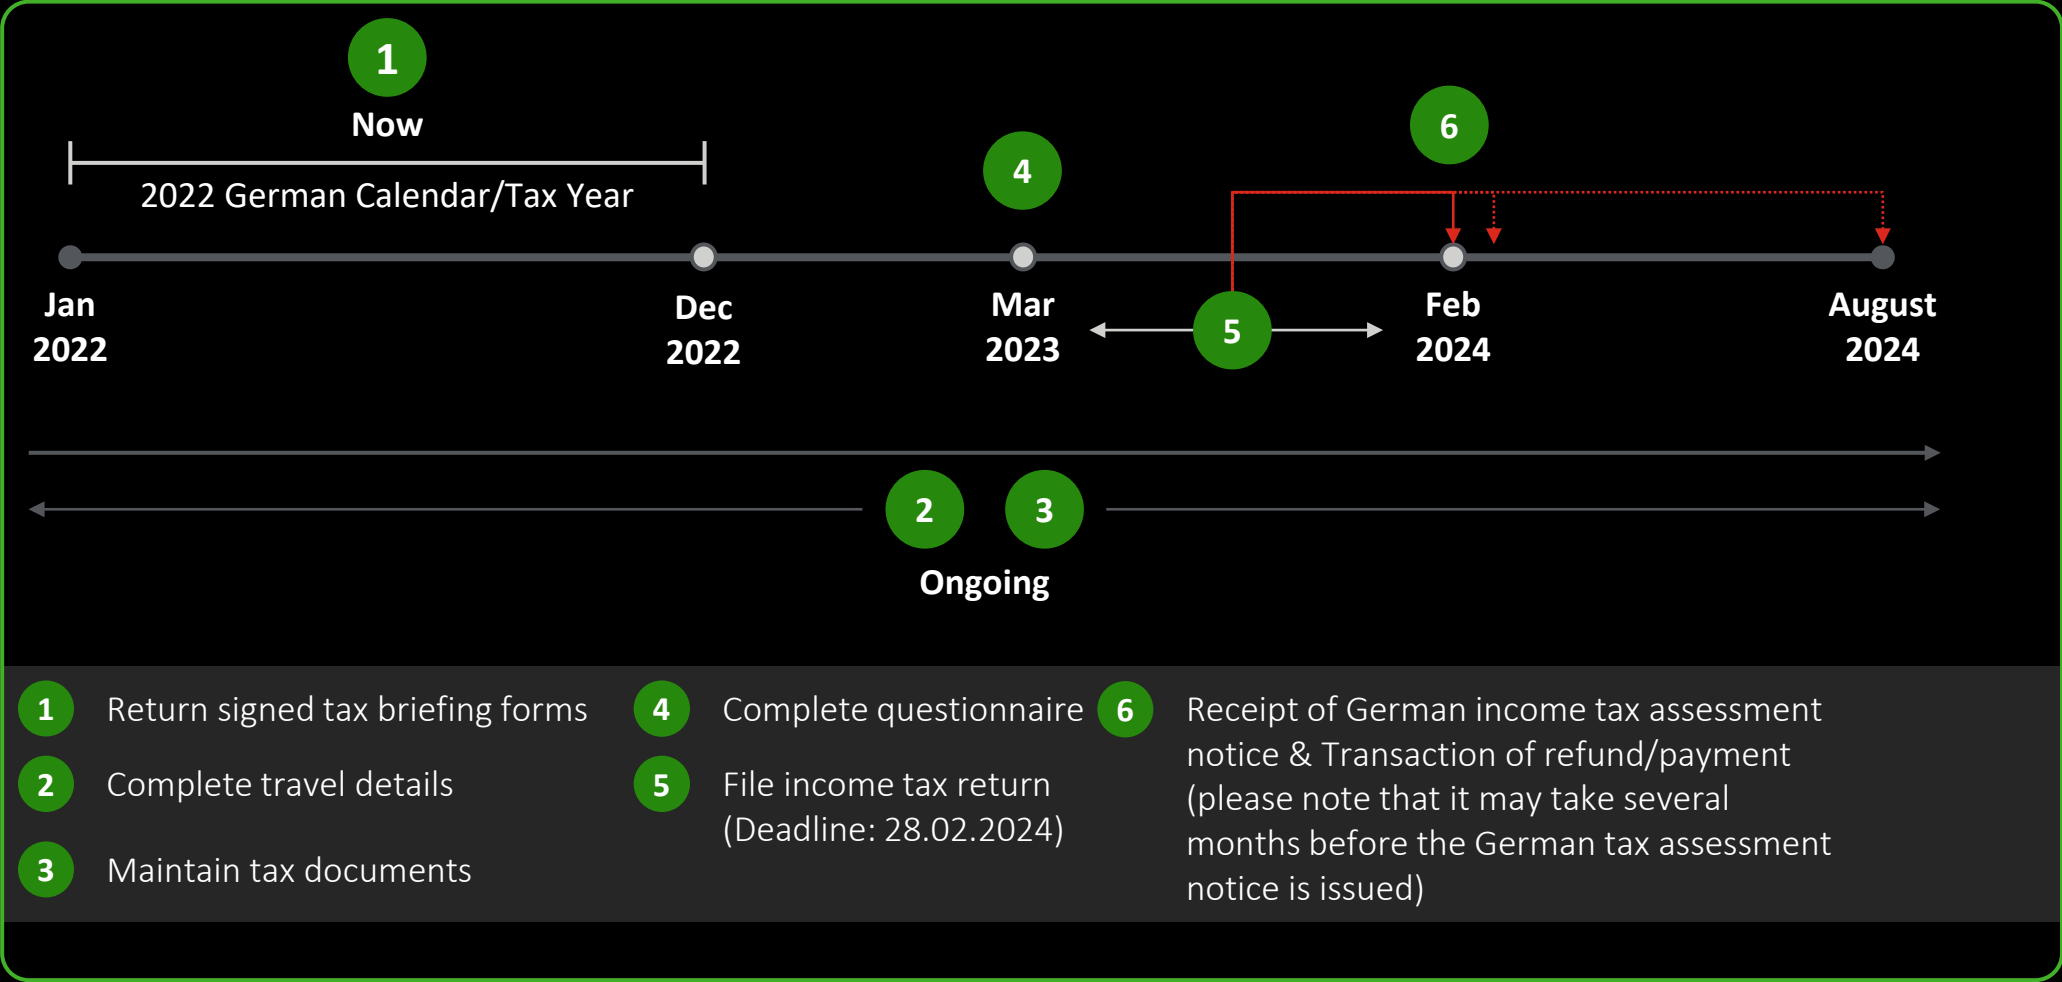 1
Now
2022 German Calendar/Tax Year
4
6
Jan
2022
Dec
2022
Mar
2023
5
Feb
2024
August
2024
2
3
Ongoing
1 Return signed tax briefing forms
2 Complete travel details
3 Maintain tax documents
4 Complete questionnaire
5 File income tax return
(Deadline: 28.02.2024)
6 Receipt of German income tax assessment
notice & Transaction of refund/payment
(please note that it may take several
months before the German tax assessment
notice is issued)